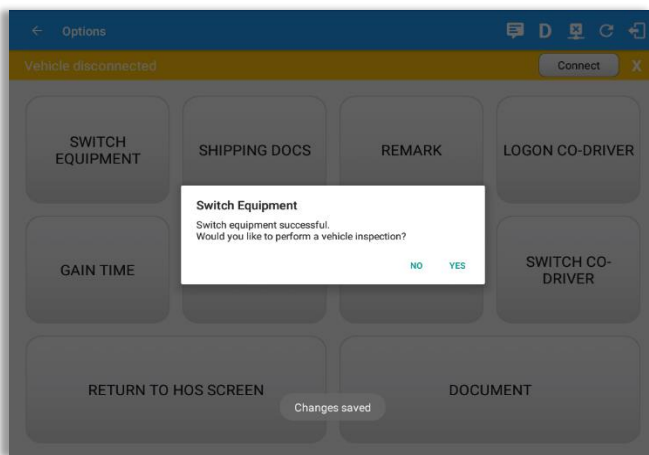 Options
D
Vehicle disconnected
Connect
X
SWITCH
EQUIPMENT
SHIPPING DOCS
REMARK
LOGON CO-DRIVER
Switch Equipment
Switch equipment successful.
Would you like to perform a vehicle inspection?
NO
YES
GAIN TIME
SWITCH CO-
DRIVER
RETURN TO HOS SCREEN
DOCUMENT
Changes saved